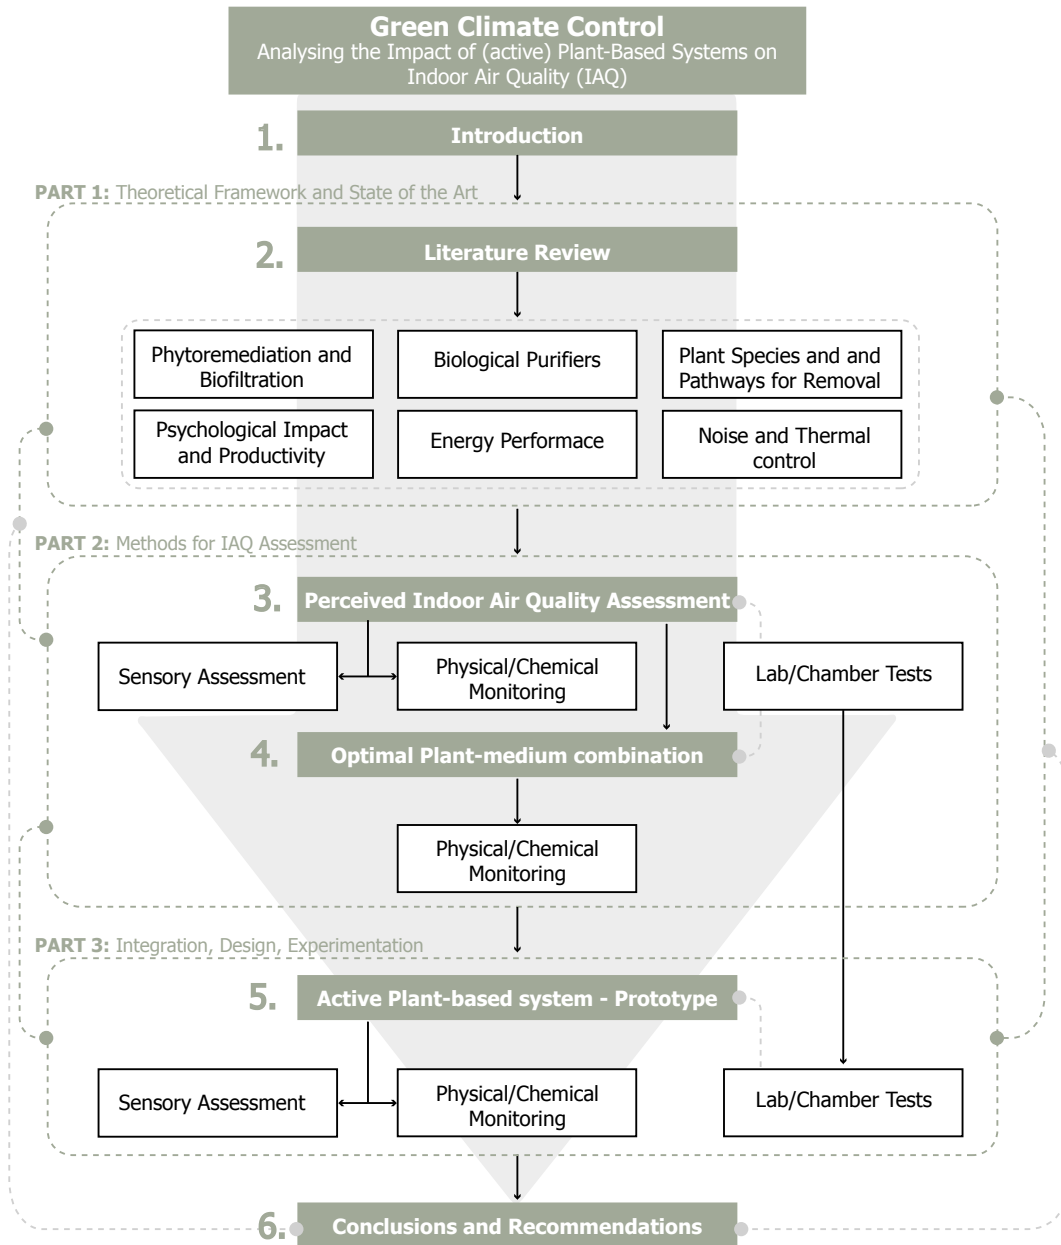 Green Climate Control
Analysing the Impact of (active) Plant-Based Systems on
Indoor Air Quality (IAQ)
1.
Introduction
PART 1: Theoretical Framework and State of the Art
2.
Literature Review
Phytoremediation and
Biofiltration
Biological Purifiers
Plant Species and and
Pathways for Removal
Psychological Impact
and Productivity
Energy Performace
Noise and Thermal
control
PART 2: Methods for IAQ Assessment
3.
Perceived Indoor Air Quality Assessment
Sensory Assessment
Physical/Chemical
Monitoring
Lab/Chamber Tests
4.
Optimal Plant-medium combination
Physical/Chemical
Monitoring
PART 3: Integration, Design, Experimentation
5.
Active Plant-based system - Prototype
Sensory Assessment
Physical/Chemical
Monitoring
Lab/Chamber Tests
6.
Conclusions and Recommendations